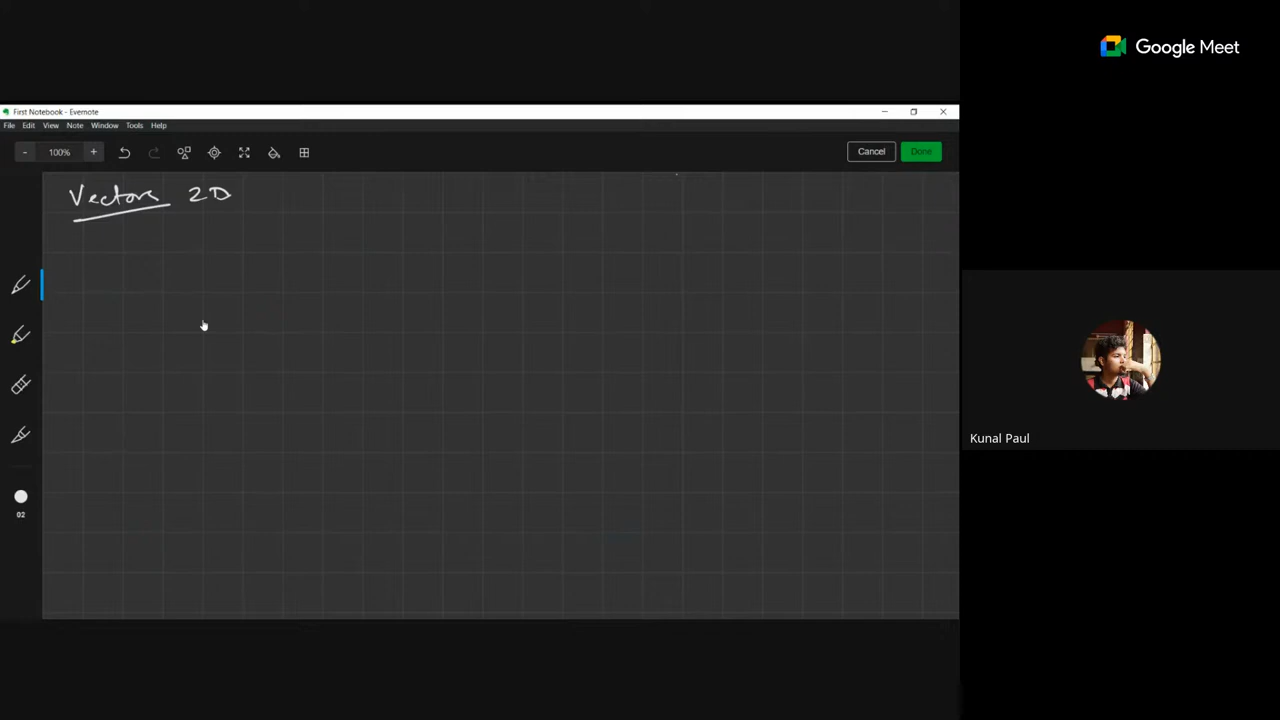 Google Meet
First Notebook - Evernote
File Edit View Note Window Tools Help
- 100% + Cancel Done
Vectors 2D
Kunal Paul
02